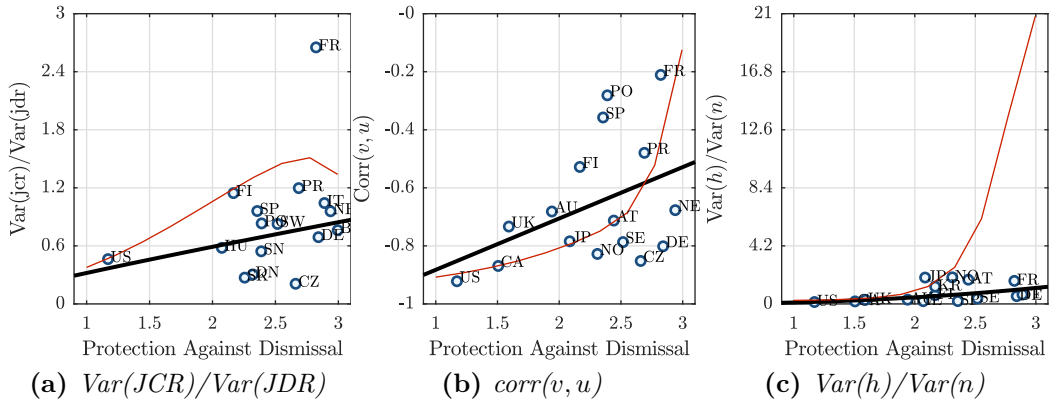 Var(jcr)/Var(jdr)
3
2.4
1.8
1.2
0.6
0
FR
FI
PR
IT
SP
SW
US
HU
DE
SN
DN
CZ
1 1.5 2 2.5 3
Protection Against Dismissal
(a) Var(JCR)/Var(JDR)
Corr(v, u)
-0
-0.2
-0.4
-0.6
-0.8
-1
FR
PO
SP
PR
FI
AU
NE
UK
AT
JP
SE
DE
NO
CZ
CA
US
1 1.5 2 2.5 3
Protection Against Dismissal
(b) corr(v, u)
Var(h)/Var(n)
21
16.8
12.6
8.4
4.2
0
JP
NO
AT
FR
KR
US
SE
DE
1 1.5 2 2.5 3
Protection Against Dismissal
(c) Var(h)/Var(n)